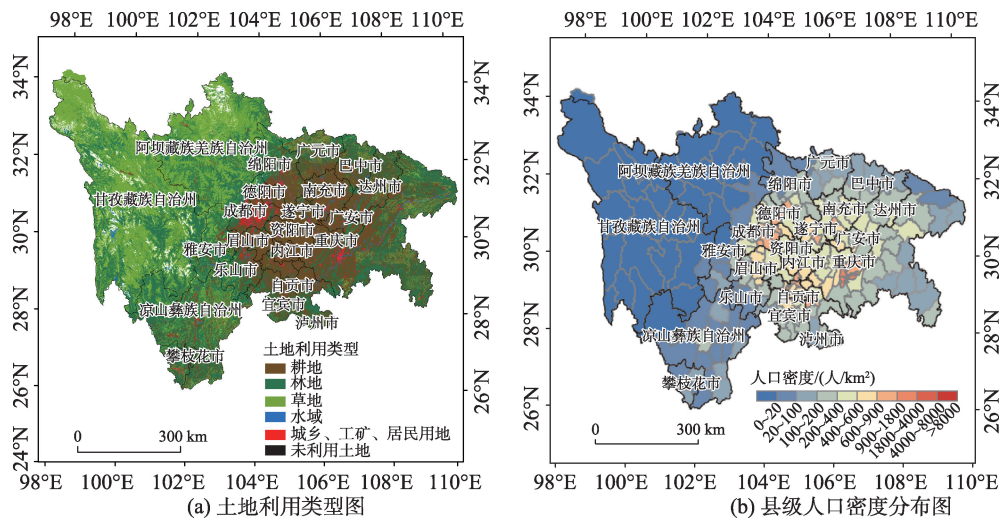 98°E 100°E 102°E 104°E 106°E 108°E 110°E
34°N
32°N
30°N
28°N
26°N
24°N
34°N
32°N
30°N
28°N
26°N
阿坝藏族羌族自治州
广元市
绵阳市
巴中市
甘孜藏族自治州
德阳市
南充市
达州市
成都市
遂宁市
广安市
资阳市
雅安市
眉山市
内江市
重庆市
乐山市
自贡市
凉山彝族自治州
宜宾市
泸州市
攀枝花市
土地利用类型
耕地
林地
草地
水域
城乡、工矿、居民用地
未利用土地
0 300 km
98°E 100°E 102°E 104°E 106°E 108°E 110°E
(a) 土地利用类型图
98°E 100°E 102°E 104°E 106°E 108°E 110°E
34°N
32°N
30°N
28°N
26°N
34°N
32°N
30°N
28°N
26°N
阿坝藏族羌族自治州
广元市
绵阳市
巴中市
甘孜藏族自治州
德阳市
南充市
达州市
成都市
遂宁市
广安市
雅安市
资阳市
眉山市
内江市
重庆市
乐山市
自贡市
宜宾市
凉山彝族自治州
泸州市
攀枝花市
人口密度/(人/km²)
0~20
20~100
100~200
200~400
400~600
600~900
900~1800
1800~4000
4000~8000
>8000
0 300 km
98°E 100°E 102°E 104°E 106°E 108°E 110°E
(b) 县级人口密度分布图